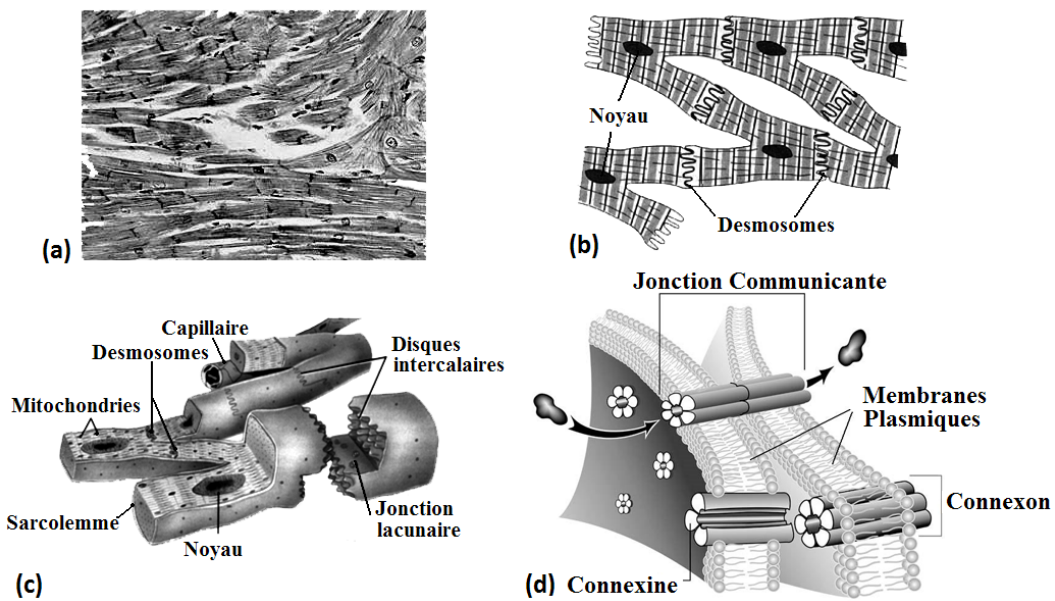 (a)
Noyau
Desmosomes
(b)
Capillaire
Desmosomes
Disques
intercalaires
Mitochondries
Sarcolemme
Noyau
Jonction
lacunaire
(c)
Jonction Communicante
Membranes
Plasmiques
Connexon
Connexine
(d)